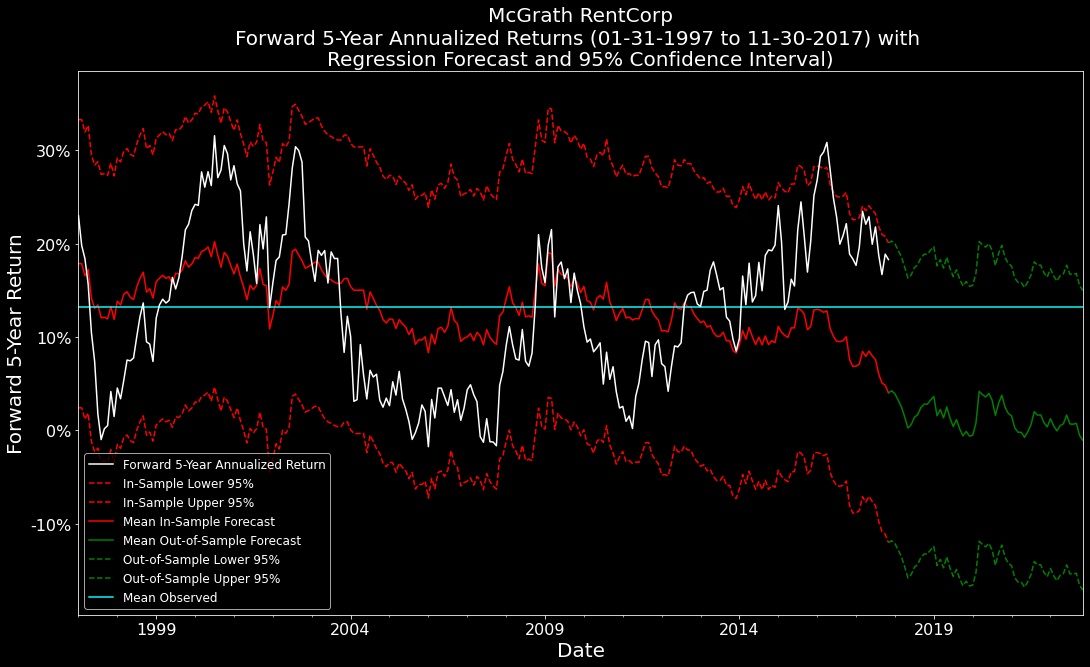 McGrath RentCorp
Forward 5-Year Annualized Returns (01-31-1997 to 11-30-2017) with
Regression Forecast and 95% Confidence Interval)
Forward 5-Year Return
30%
20%
10%
0%
-10%
Forward 5-Year Annualized Return
In-Sample Lower 95%
In-Sample Upper 95%
Mean In-Sample Forecast
Mean Out-of-Sample Forecast
Out-of-Sample Lower 95%
Out-of-Sample Upper 95%
Mean Observed
1999 2004 2009 2014 2019
Date